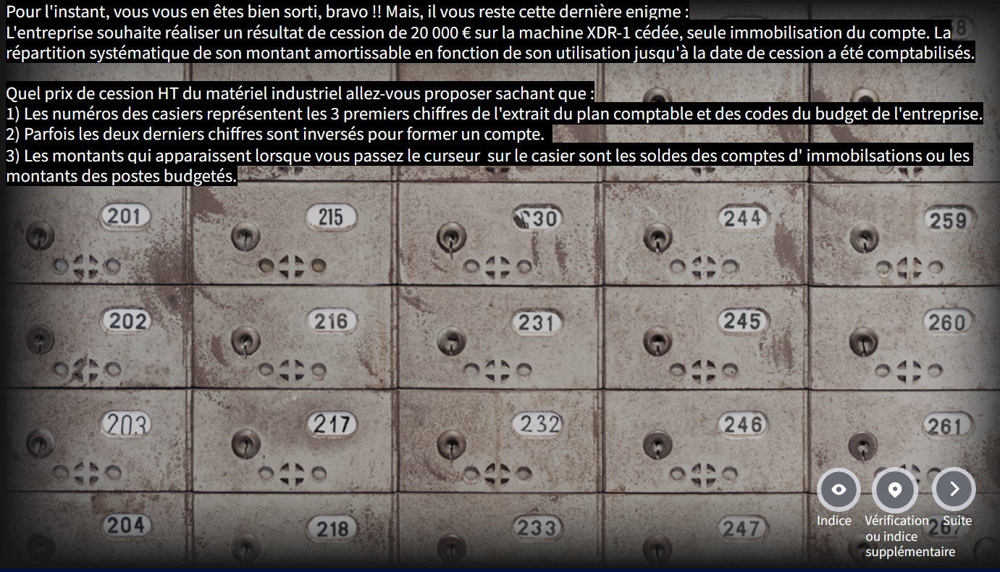 Pour l'instant, vous vous en êtes bien sorti, bravo !! Mais, il vous reste cette dernière enigme :
L'entreprise souhaite réaliser un résultat de cession de 20 000 € sur la machine XDR-1 cédée, seule immobilisation du compte. La
répartition systématique de son montant amortissable en fonction de son utilisation jusqu'à la date de cession a été comptabilisés.
Quel prix de cession HT du matériel industriel allez-vous proposer sachant que :
1) Les numéros des casiers représentent les 3 premiers chiffres de l'extrait du plan comptable et des codes du budget de l'entreprise.
2) Parfois les deux derniers chiffres sont inversés pour former un compte.
3) Les montants qui apparaissent lorsque vous passez le curseur sur le casier sont les soldes des comptes d' immobilsations ou les
montants des postes budgetés.
201 215 30 244 259
202 216 231 245 260
203 217 232 246 261
204 218 233 247
Indice Vérification Suite
ou indice
supplémentaire